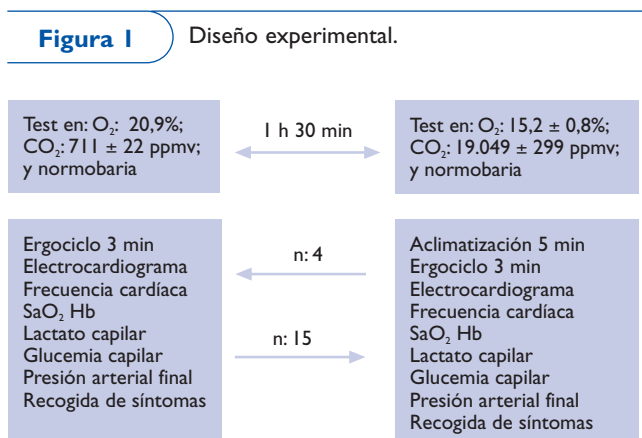 Figura 1
Diseño experimental.
Test en: O₂: 20,9%;
CO₂: 711 ± 22 ppmv;
y normobaria
1 h 30 min
Test en: O₂: 15,2 ± 0,8%;
CO₂: 19.049 ± 299 ppmv;
y normobaria
Ergociclo 3 min
Electrocardiograma
Frecuencia cardíaca
SaO₂ Hb
Lactato capilar
Glucemia capilar
Presión arterial final
Recogida de síntomas
n: 4
n: 15
Aclimatización 5 min
Ergociclo 3 min
Electrocardiograma
Frecuencia cardíaca
SaO₂ Hb
Lactato capilar
Glucemia capilar
Presión arterial final
Recogida de síntomas